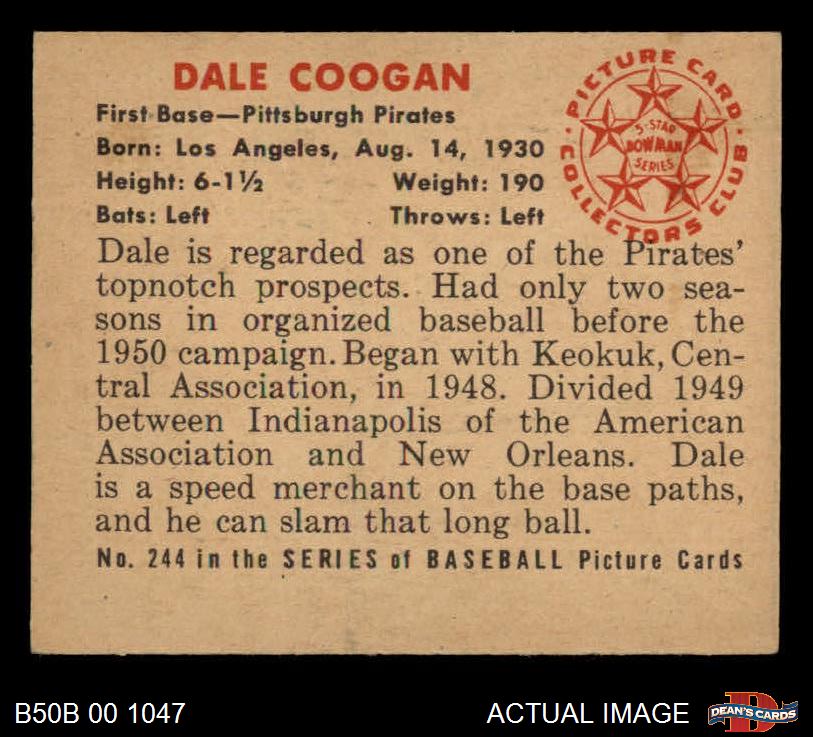 DALE COOGAN
First Base—Pittsburgh Pirates
Born: Los Angeles, Aug. 14, 1930
Height: 6-1½ Weight: 190
Bats: Left Throws: Left
PICTURE CARD
COLLECTORS CLUB
5-STAR
BOWMAN
SERIES
Dale is regarded as one of the Pirates'
topnotch prospects. Had only two sea-
sons in organized baseball before the
1950 campaign. Began with Keokuk, Cen-
tral Association, in 1948. Divided 1949
between Indianapolis of the American
Association and New Orleans. Dale
is a speed merchant on the base paths,
and he can slam that long ball.
No. 244 in the SERIES of BASEBALL Picture Cards
B50B 00 1047
ACTUAL IMAGE
D
DEAN'S CARDS